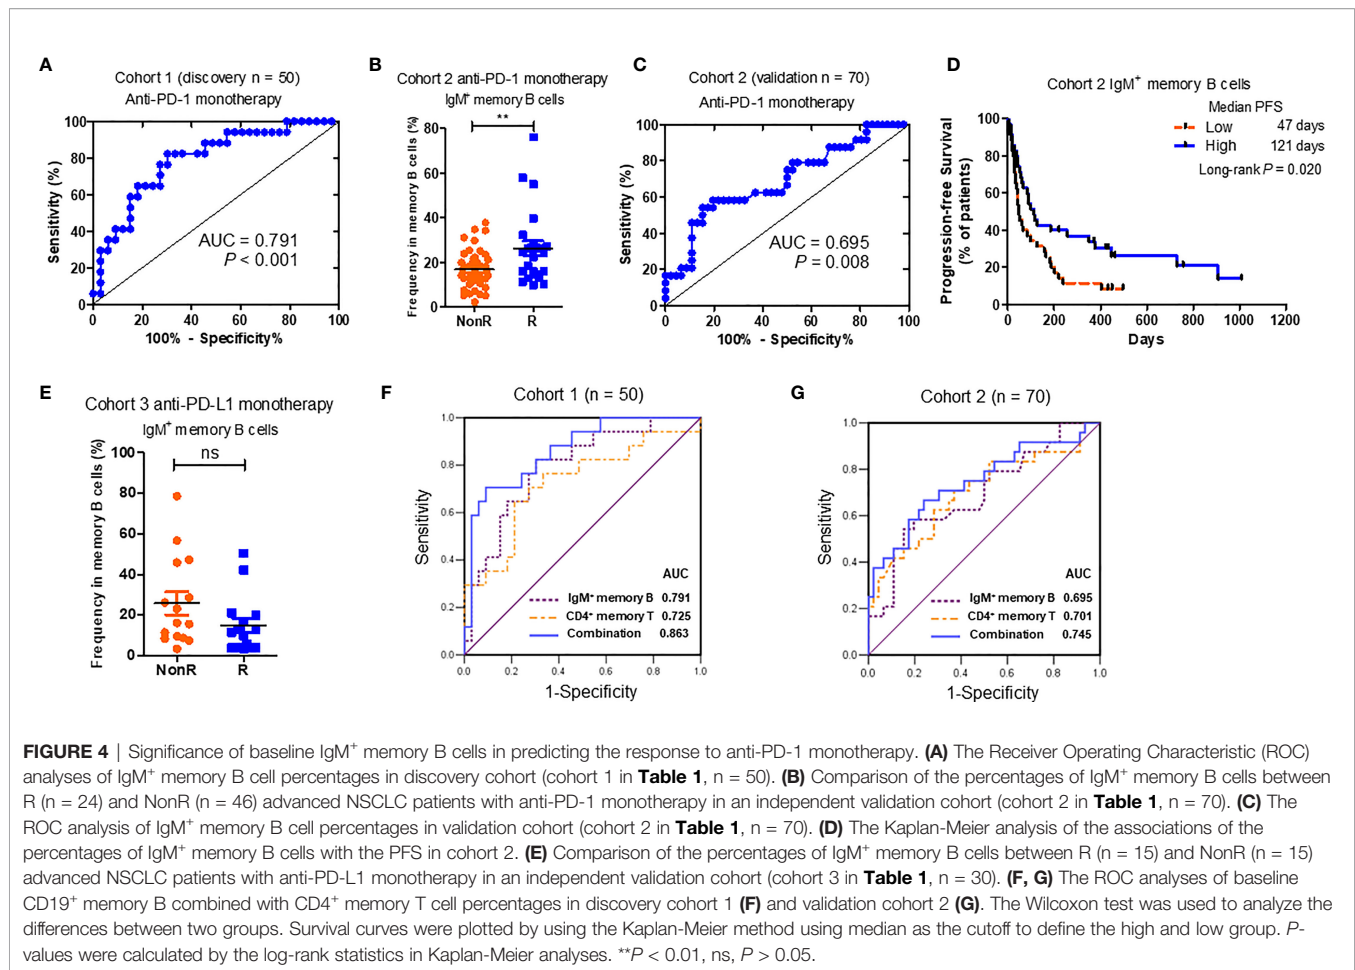 A
Cohort 1 (discovery n = 50)
Anti-PD-1 monotherapy
Sensitivity (%)
100
80
60
40
20
0
AUC = 0.791
P < 0.001
0 20 40 60 80 100
100% - Specificity%
B
Cohort 2 anti-PD-1 monotherapy
IgM+ memory B cells
Frequency in memory B cells (%)
80
60
40
20
0
**
NonR R
C
Cohort 2 (validation n = 70)
Anti-PD-1 monotherapy
Sensitivity (%)
100
80
60
40
20
0
AUC = 0.695
P = 0.008
0 20 40 60 80 100
100% - Specificity%
D
Cohort 2 IgM+ memory B cells
Median PFS
Low 47 days
High 121 days
Long-rank P = 0.020
Progression-free Survival
(% of patients)
100
80
60
40
20
0
0 200 400 600 800 1000 1200
Days
E
Cohort 3 anti-PD-L1 monotherapy
IgM+ memory B cells
Frequency in memory B cells (%)
100
80
60
40
20
0
ns
NonR R
F
Cohort 1 (n = 50)
Sensitivity
1.0
0.8
0.6
0.4
0.2
0.0
AUC
IgM+ memory B 0.791
CD4+ memory T 0.725
Combination 0.863
0.0 0.2 0.4 0.6 0.8 1.0
1-Specificity
G
Cohort 2 (n = 70)
Sensitivity
1.0
0.8
0.6
0.4
0.2
0.0
AUC
IgM+ memory B 0.695
CD4+ memory T 0.701
Combination 0.745
0.0 0.2 0.4 0.6 0.8 1.0
1-Specificity
FIGURE 4 | Significance of baseline IgM+ memory B cells in predicting the response to anti-PD-1 monotherapy. (A) The Receiver Operating Characteristic (ROC)
analyses of IgM+ memory B cell percentages in discovery cohort (cohort 1 in Table 1, n = 50). (B) Comparison of the percentages of IgM+ memory B cells between
R (n = 24) and NonR (n = 46) advanced NSCLC patients with anti-PD-1 monotherapy in an independent validation cohort (cohort 2 in Table 1, n = 70). (C) The
ROC analysis of IgM+ memory B cell percentages in validation cohort (cohort 2 in Table 1, n = 70). (D) The Kaplan-Meier analysis of the associations of the
percentages of IgM+ memory B cells with the PFS in cohort 2. (E) Comparison of the percentages of IgM+ memory B cells between R (n = 15) and NonR (n = 15)
advanced NSCLC patients with anti-PD-L1 monotherapy in an independent validation cohort (cohort 3 in Table 1, n = 30). (F, G) The ROC analyses of baseline
CD19+ memory B combined with CD4+ memory T cell percentages in discovery cohort 1 (F) and validation cohort 2 (G). The Wilcoxon test was used to analyze the
differences between two groups. Survival curves were plotted by using the Kaplan-Meier method using median as the cutoff to define the high and low group. P-
values were calculated by the log-rank statistics in Kaplan-Meier analyses. **P < 0.01, ns, P > 0.05.